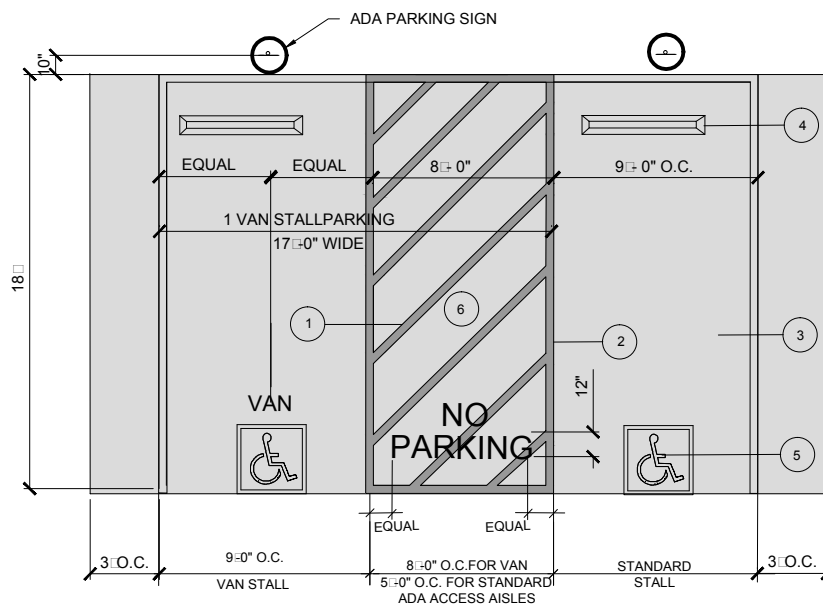 ADA PARKING SIGN
10"
4
EQUAL
EQUAL
8□-0"
9□-0" O.C.
1 VAN STALLPARKING
17□-0" WIDE
18□
6
1
2
3
12"
VAN
NO
PARKING
5
EQUAL
EQUAL
3□O.C.
9□-0" O.C.
8□-0" O.C.FOR VAN
STANDARD
3□O.C.
VAN STALL
5□-0" O.C. FOR STANDARD
STALL
ADA ACCESS AISLES